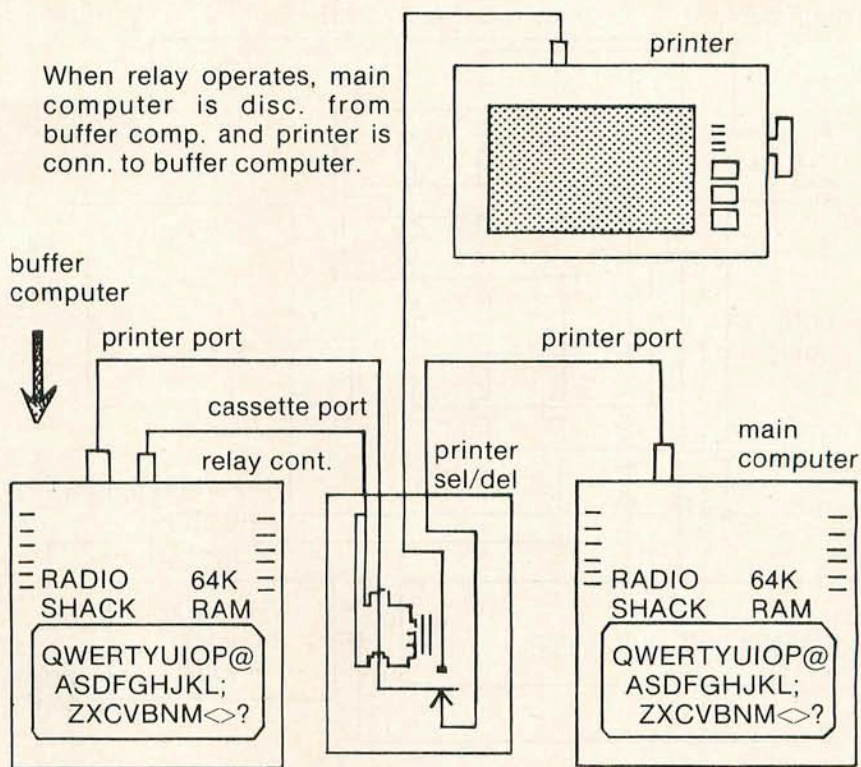 When relay operates, main
computer is disc. from
buffer comp. and printer is
conn. to buffer computer.
printer
buffer
computer
printer port
cassette port
relay cont.
printer
sel/del
printer port
main
computer
RADIO 64K
SHACK RAM
QWERTYUIOP@
ASDFGHJKL;
ZXCVBNM<>?
RADIO 64K
SHACK RAM
QWERTYUIOP@
ASDFGHJKL;
ZXCVBNM<>?